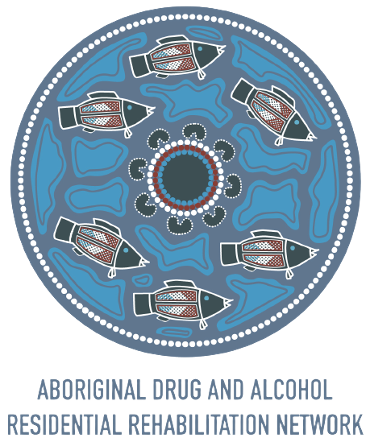 ABORIGINAL DRUG AND ALCOHOL
RESIDENTIAL REHABILITATION NETWORK